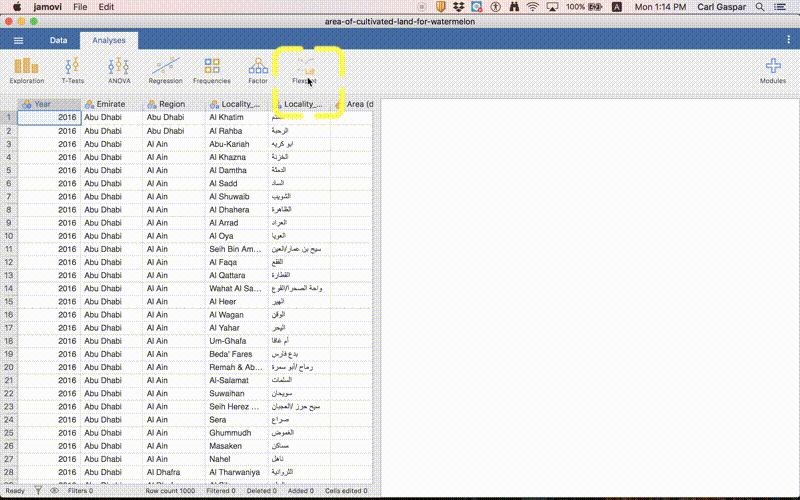 jamovi File Edit 100% A Mon 1:14 PM Carl Gaspar
area-of-cultivated-land-for-watermelon
Data Analyses
Exploration T-Tests ANOVA Regression Frequencies Factor Modules
Year Emirate Region Locality_... Locality_... Area (d
1 2016 Abu Dhabi Abu Dhabi Al Khatim
2 2016 Abu Dhabi Abu Dhabi Al Rahba الرحبة
3 2016 Abu Dhabi Al Ain Abu-Kariah ابو كريه
4 2016 Abu Dhabi Al Ain Al Khazna الخزنة
5 2016 Abu Dhabi Al Ain Al Damtha الدمثة
6 2016 Abu Dhabi Al Ain Al Sadd الساد
7 2016 Abu Dhabi Al Ain Al Shuwaib الشويب
8 2016 Abu Dhabi Al Ain Al Dhahera الظاهرة
9 2016 Abu Dhabi Al Ain Al Arrad العراد
10 2016 Abu Dhabi Al Ain Al Oya العويا
11 2016 Abu Dhabi Al Ain Seih Bin Am... سيح بن عمار/العين
12 2016 Abu Dhabi Al Ain Al Faqa الفقع
13 2016 Abu Dhabi Al Ain Al Qattara القطارة
14 2016 Abu Dhabi Al Ain Wahat Al Sa... واحة الصحرا/القوع
15 2016 Abu Dhabi Al Ain Al Heer الهير
16 2016 Abu Dhabi Al Ain Al Wagan الوقن
17 2016 Abu Dhabi Al Ain Al Yahar اليحر
18 2016 Abu Dhabi Al Ain Um-Ghafa أم غافا
19 2016 Abu Dhabi Al Ain Beda' Fares بدع فارس
20 2016 Abu Dhabi Al Ain Remah & Ab... رماح /أبو سمرة
21 2016 Abu Dhabi Al Ain Al-Salamat السلمات
22 2016 Abu Dhabi Al Ain Suwaihan سويحان
23 2016 Abu Dhabi Al Ain Seih Herez ... سيح حرز /العجبان
24 2016 Abu Dhabi Al Ain Sera صراع
25 2016 Abu Dhabi Al Ain Ghummudh الغموض
26 2016 Abu Dhabi Al Ain Masaken مساكن
27 2016 Abu Dhabi Al Ain Nahel ناهل
28 2016 Abu Dhabi Al Dhafra Al Tharwaniya الثروانية
Ready Filters 0 Row count 1000 Filtered 0 Deleted 0 Added 0 Cells edited 0